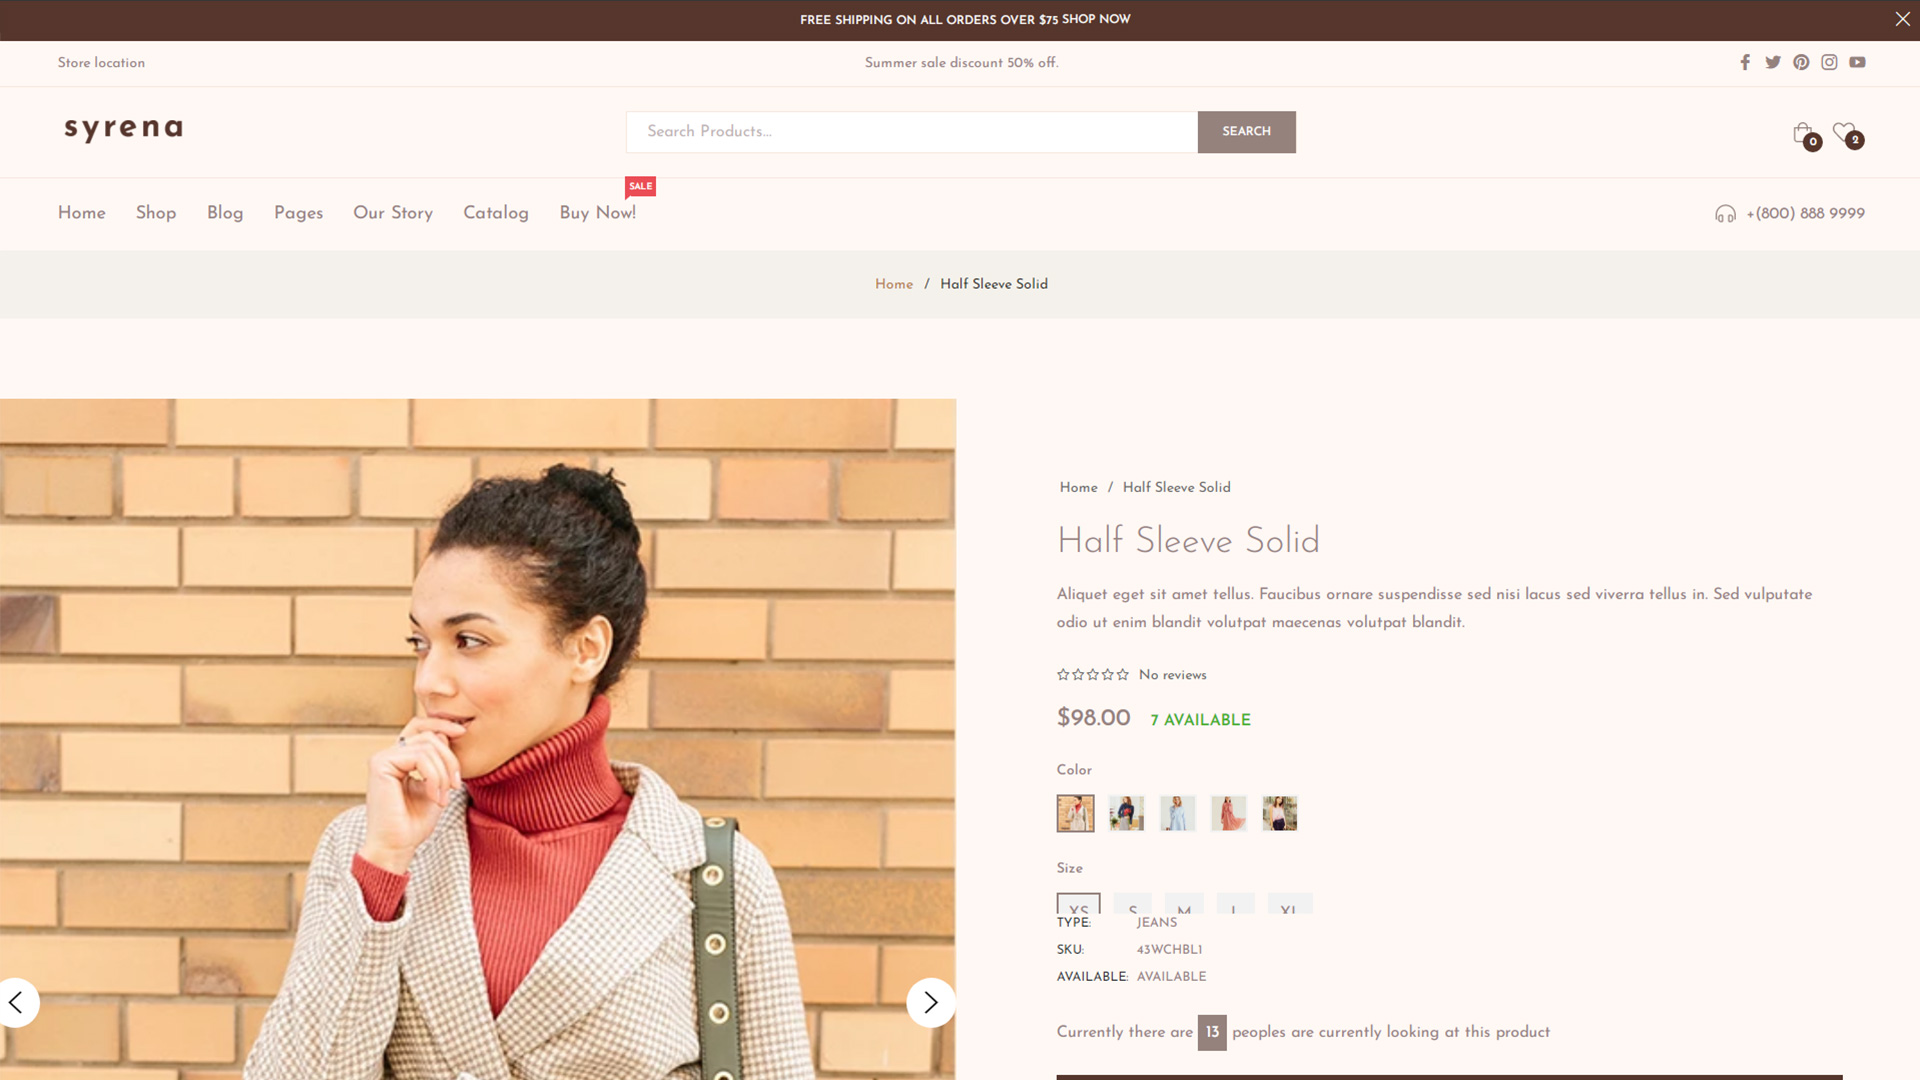 FREE SHIPPING ON ALL ORDERS OVER $75 SHOP NOW
Store location
Summer sale discount 50% off.
syrena
Search Products...
SEARCH
0
2
SALE
Home
Shop
Blog
Pages
Our Story
Catalog
Buy Now!
+(800) 888 9999
Home / Half Sleeve Solid
Home / Half Sleeve Solid
Half Sleeve Solid
Aliquet eget sit amet tellus. Faucibus ornare suspendisse sed nisi lacus sed viverra tellus in. Sed vulputate
odio ut enim blandit volutpat maecenas volutpat blandit.
No reviews
$98.00 7 AVAILABLE
Color
Size
XS S M L XL
TYPE: JEANS
SKU: 43WCHBL1
AVAILABLE: AVAILABLE
Currently there are 13 peoples are currently looking at this product